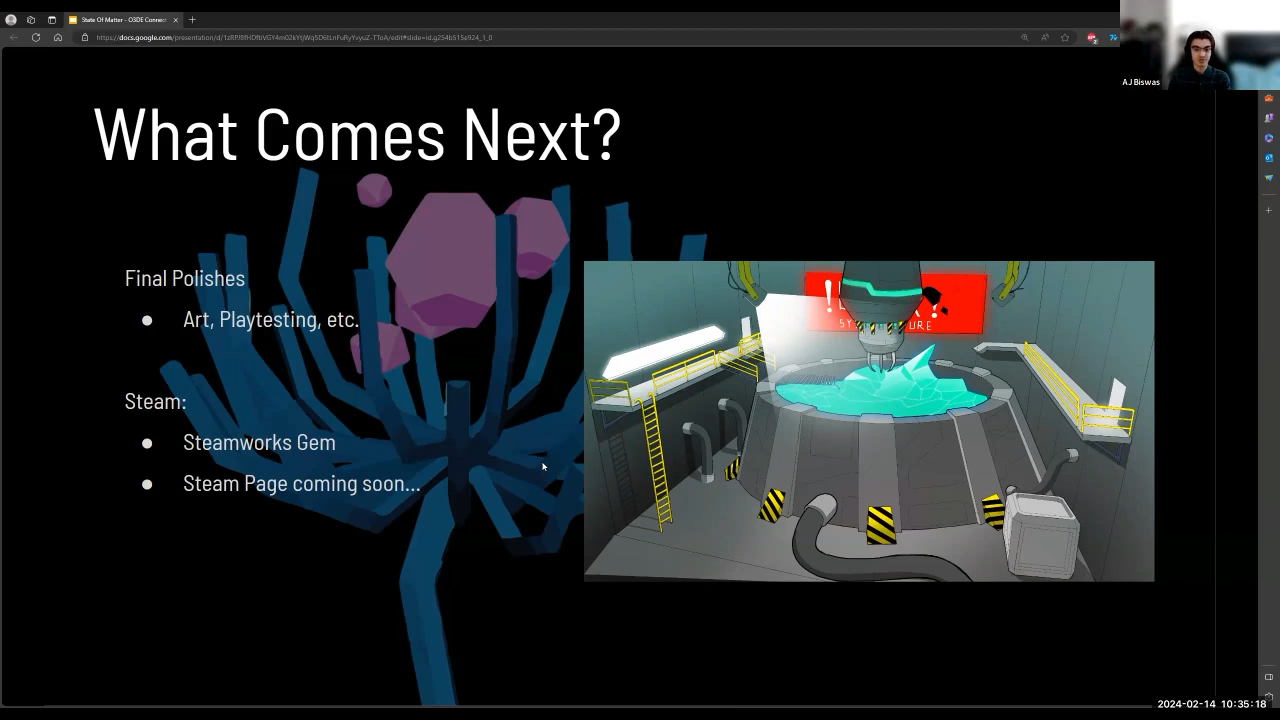 State Of Matter - O3DE Connect
AJ Biswas
What Comes Next?
Final Polishes
● Art, Playtesting, etc.
Steam:
● Steamworks Gem
● Steam Page coming soon...
2024-02-14 10:35:18